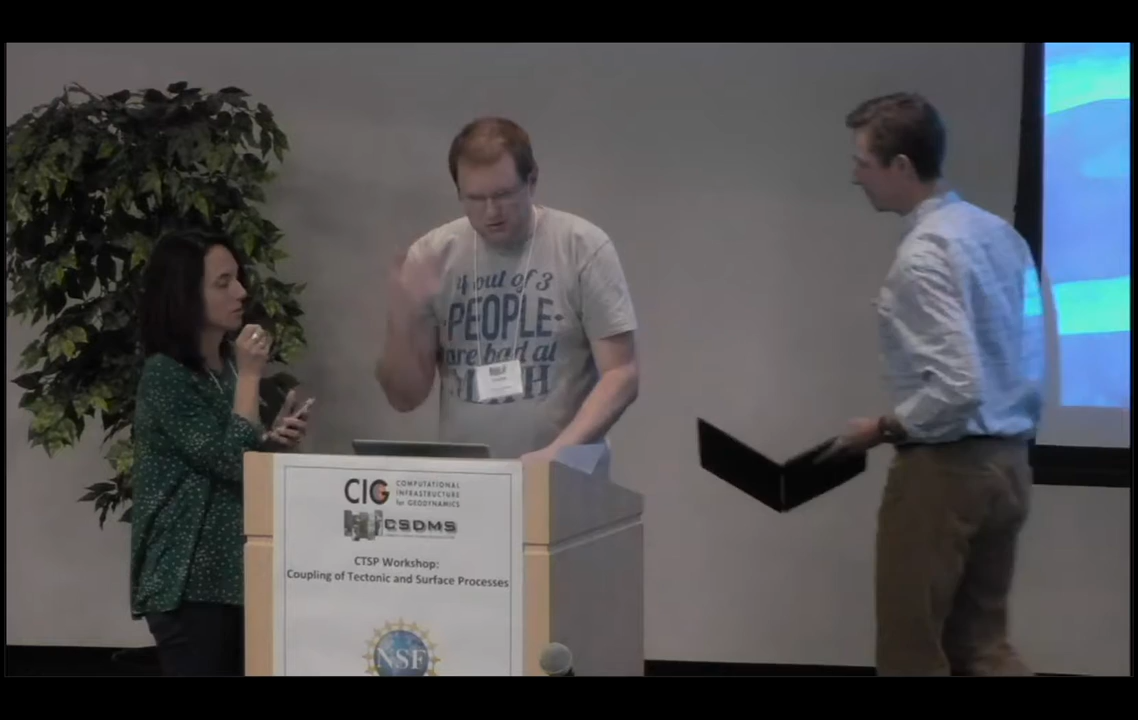 4 out of 3
PEOPLE
are bad at
MATH
CIG COMPUTATIONAL
INFRASTRUCTURE
for GEODYNAMICS
CSDMS
CTSP Workshop:
Coupling of Tectonic and Surface Processes
NSF